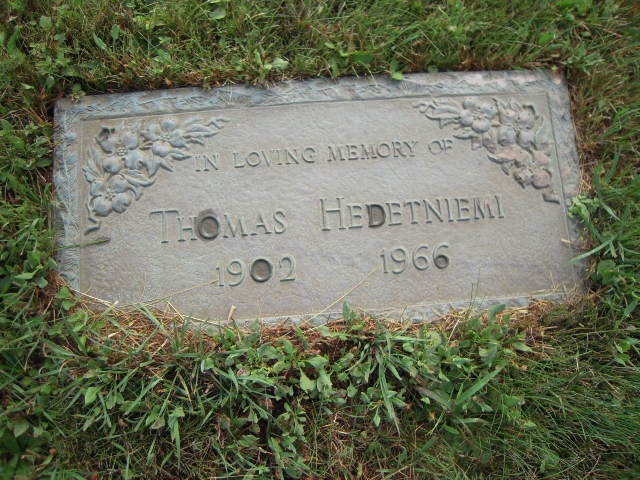 IN LOVING MEMORY OF
THOMAS HEDETNIEMI
1902 1966